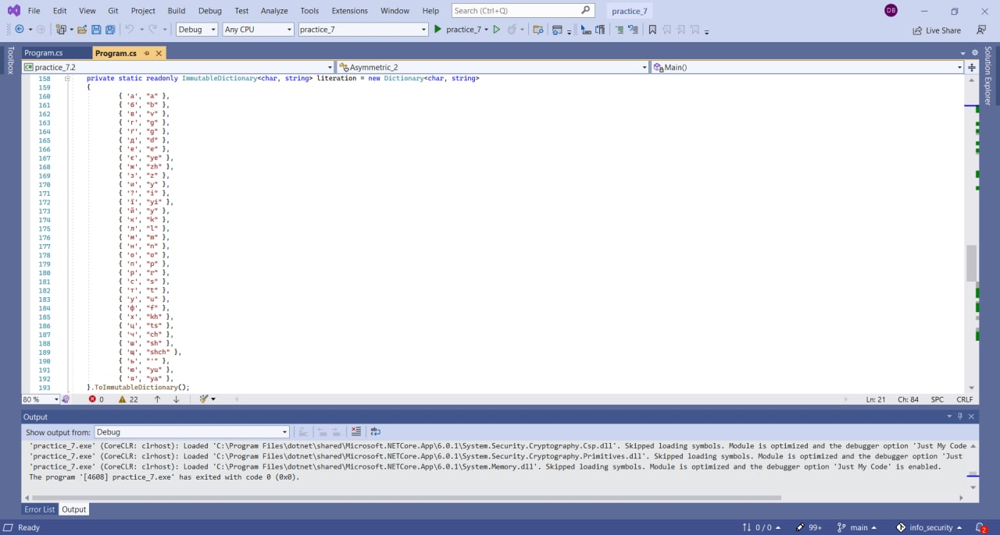 File Edit View Git Project Build Debug Test Analyze Tools Extensions Window Help Search (Ctrl+Q) practice_7 DB
Debug Any CPU practice_7 practice_7 Live Share
Toolbox
Program.cs Program.cs
practice_7.2 Asymmetric_2 Main()
Solution Explorer
158 private static readonly ImmutableDictionary<char, string> literation = new Dictionary<char, string>
159 {
160 { 'а', "a" },
161 { 'б', "b" },
162 { 'в', "v" },
163 { 'г', "g" },
164 { 'ґ', "g" },
165 { 'д', "d" },
166 { 'е', "e" },
167 { 'є', "ye" },
168 { 'ж', "zh" },
169 { 'з', "z" },
170 { 'и', "y" },
171 { '?', "i" },
172 { 'ї', "yi" },
173 { 'й', "y" },
174 { 'к', "k" },
175 { 'л', "l" },
176 { 'м', "m" },
177 { 'н', "n" },
178 { 'о', "o" },
179 { 'п', "p" },
180 { 'р', "r" },
181 { 'с', "s" },
182 { 'т', "t" },
183 { 'у', "u" },
184 { 'ф', "f" },
185 { 'х', "kh" },
186 { 'ц', "ts" },
187 { 'ч', "ch" },
188 { 'ш', "sh" },
189 { 'щ', "shch" },
190 { 'ь', "'" },
191 { 'ю', "yu" },
192 { 'я', "ya" },
193 }.ToImmutableDictionary();
80 % 0 22 Ln: 21 Ch: 84 SPC CRLF
Output
Show output from: Debug
'practice_7.exe' (CoreCLR: clrhost): Loaded 'C:\Program Files\dotnet\shared\Microsoft.NETCore.App\6.0.1\System.Security.Cryptography.Csp.dll'. Skipped loading symbols. Module is optimized and the debugger option 'Just My Code
'practice_7.exe' (CoreCLR: clrhost): Loaded 'C:\Program Files\dotnet\shared\Microsoft.NETCore.App\6.0.1\System.Security.Cryptography.Primitives.dll'. Skipped loading symbols. Module is optimized and the debugger option 'Just
'practice_7.exe' (CoreCLR: clrhost): Loaded 'C:\Program Files\dotnet\shared\Microsoft.NETCore.App\6.0.1\System.Memory.dll'. Skipped loading symbols. Module is optimized and the debugger option 'Just My Code' is enabled.
The program '[4608] practice_7.exe' has exited with code 0 (0x0).
Error List Output
Ready 0 / 0 99+ main info_security 2